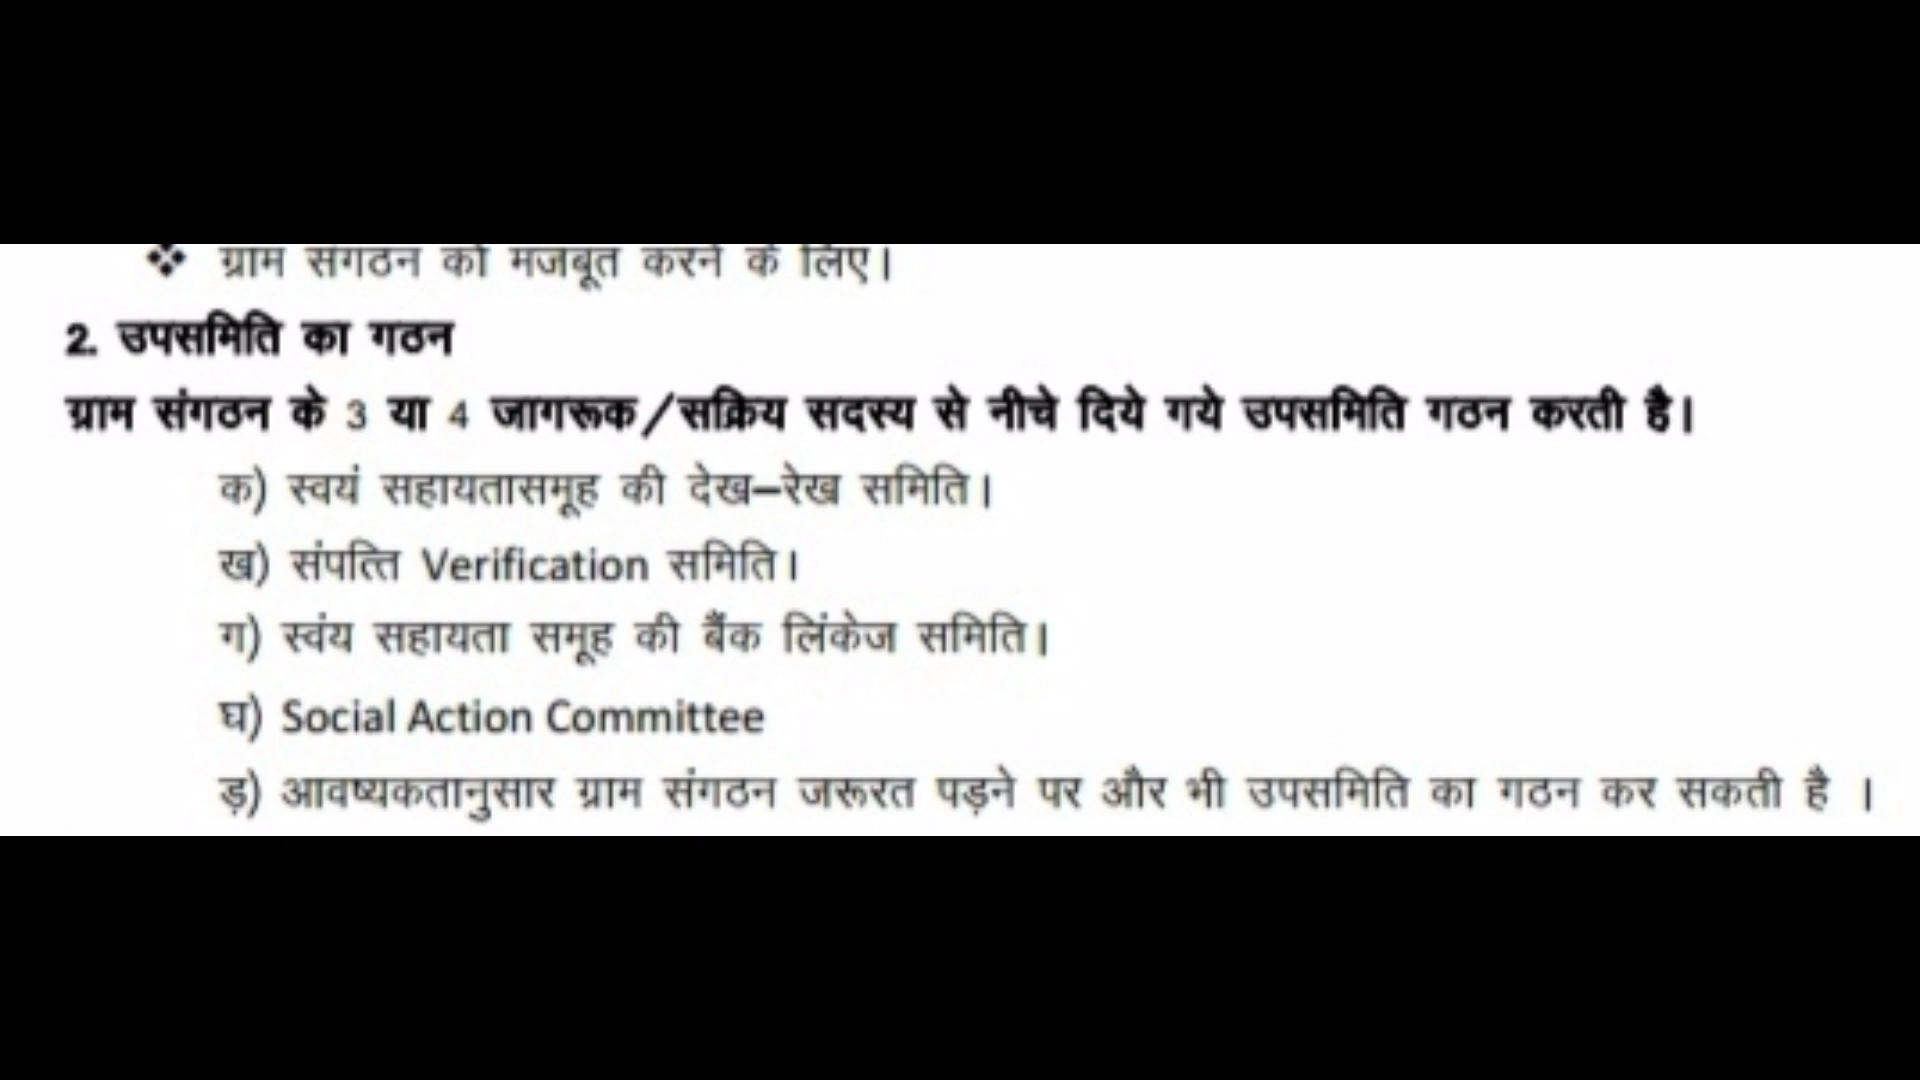 ❖ ग्राम संगठन को मजबूत करने के लिए।
2. उपसमिति का गठन
ग्राम संगठन के 3 या 4 जागरूक/सक्रिय सदस्य से नीचे दिये गये उपसमिति गठन करती है।
क) स्वयं सहायतासमूह की देख–रेख समिति।
ख) संपत्ति Verification समिति।
ग) स्वंय सहायता समूह की बैंक लिंकेज समिति।
घ) Social Action Committee
ड़) आवष्यकतानुसार ग्राम संगठन जरूरत पड़ने पर और भी उपसमिति का गठन कर सकती है ।